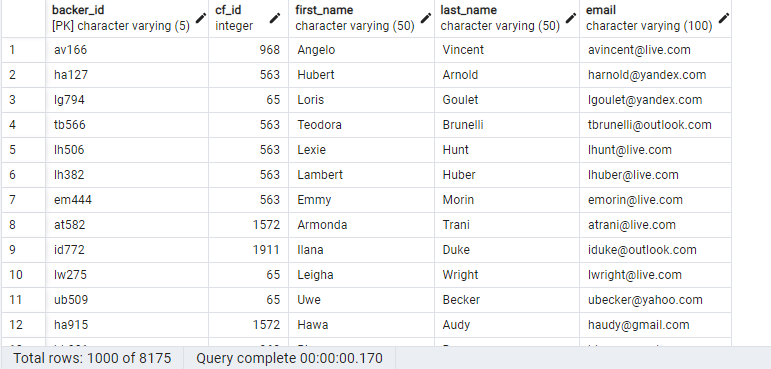 backer_id cf_id first_name last_name email
[PK] character varying (5) integer character varying (50) character varying (50) character varying (100)
1 av166 968 Angelo Vincent avincent@live.com
2 ha127 563 Hubert Arnold harnold@yandex.com
3 lg794 65 Loris Goulet lgoulet@yandex.com
4 tb566 563 Teodora Brunelli tbrunelli@outlook.com
5 lh506 563 Lexie Hunt lhunt@live.com
6 lh382 563 Lambert Huber lhuber@live.com
7 em444 563 Emmy Morin emorin@live.com
8 at582 1572 Armonda Trani atrani@live.com
9 id772 1911 Ilana Duke iduke@outlook.com
10 lw275 65 Leigha Wright lwright@live.com
11 ub509 65 Uwe Becker ubecker@yahoo.com
12 ha915 1572 Hawa Audy haudy@gmail.com
Total rows: 1000 of 8175 Query complete 00:00:00.170